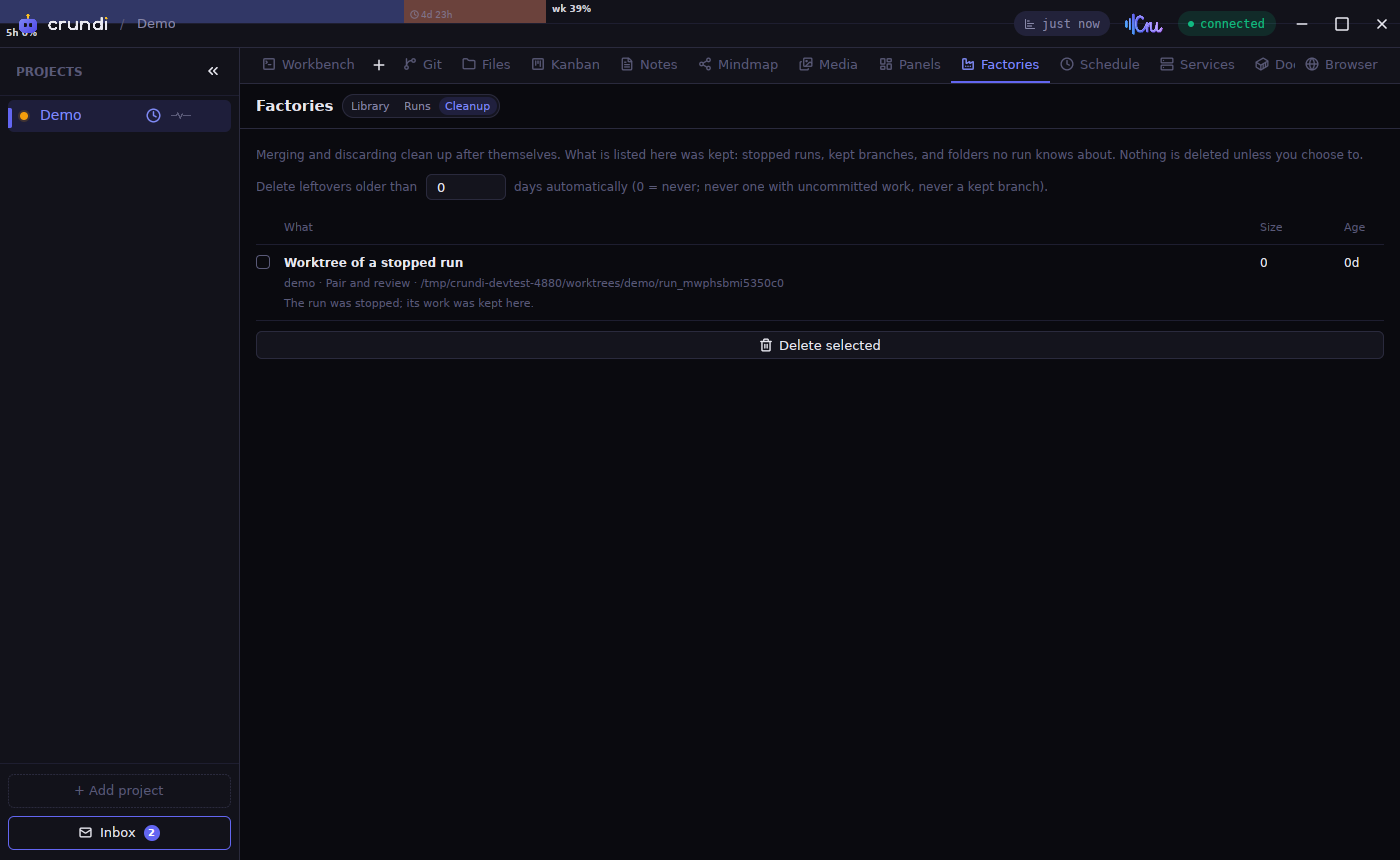 4d 23h
wk 39%
5h 0%
crundi / Demo
just now
Cru
connected
PROJECTS
Workbench
Git
Files
Kanban
Notes
Mindmap
Media
Panels
Factories
Schedule
Services
Doc
Browser
Demo
Factories
Library
Runs
Cleanup
Merging and discarding clean up after themselves. What is listed here was kept: stopped runs, kept branches, and folders no run knows about. Nothing is deleted unless you choose to.
Delete leftovers older than 0 days automatically (0 = never; never one with uncommitted work, never a kept branch).
What Size Age
Worktree of a stopped run 0 0d
demo · Pair and review · /tmp/crundi-devtest-4880/worktrees/demo/run_mwphsbmi5350c0
The run was stopped; its work was kept here.
Delete selected
+ Add project
Inbox 2